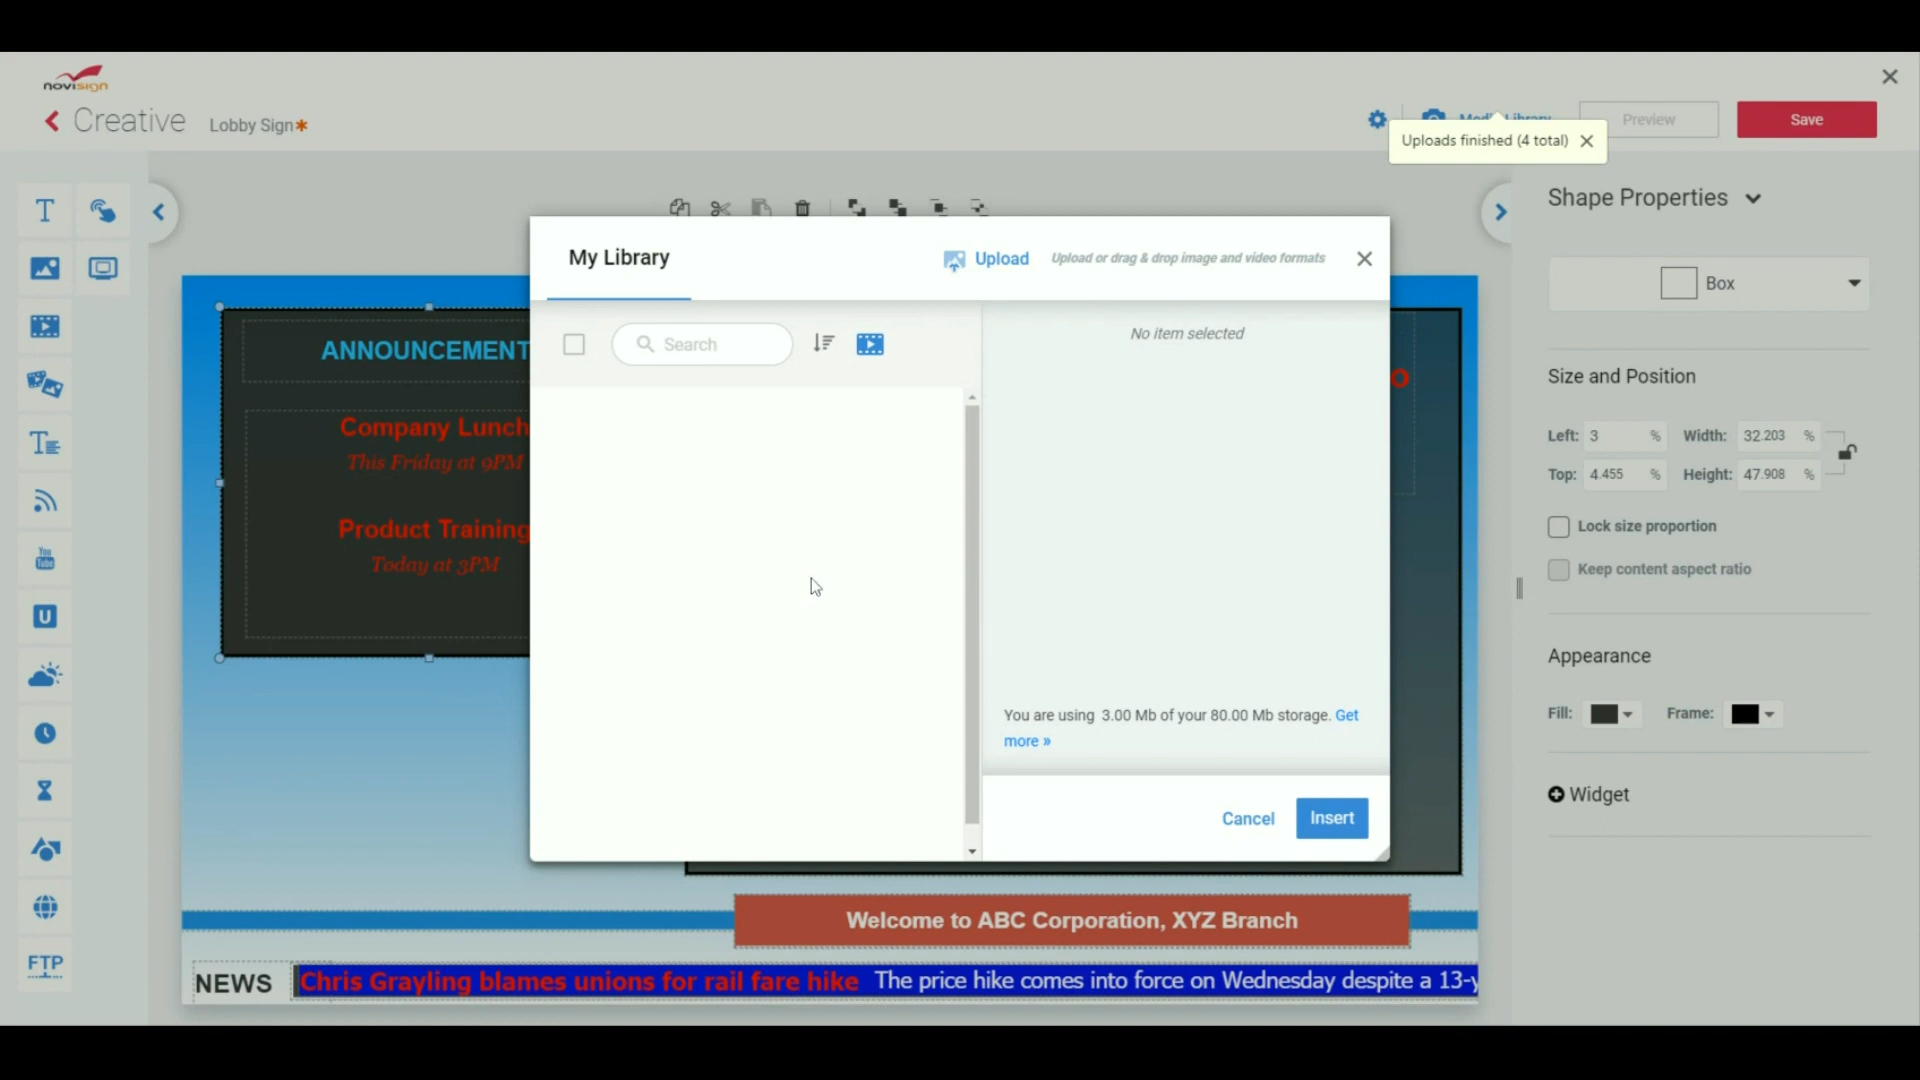 novisign
Creative
Lobby Sign*
Media Library
Preview
Save
Uploads finished (4 total)
Shape Properties
Box
Size and Position
Left: 3 % Width: 32.203 %
Top: 4.455 % Height: 47.908 %
Lock size proportion
Keep content aspect ratio
Appearance
Fill: Frame:
Widget
T
You
Tube
U
FTP
My Library
Upload
Upload or drag & drop image and video formats
Search
No item selected
You are using 3.00 Mb of your 80.00 Mb storage. Get
more »
Cancel
Insert
ANNOUNCEMENT
Company Lunch
This Friday at 9PM
Product Training
Today at 3PM
Welcome to ABC Corporation, XYZ Branch
NEWS
Chris Grayling blames unions for rail fare hike The price hike comes into force on Wednesday despite a 13-y